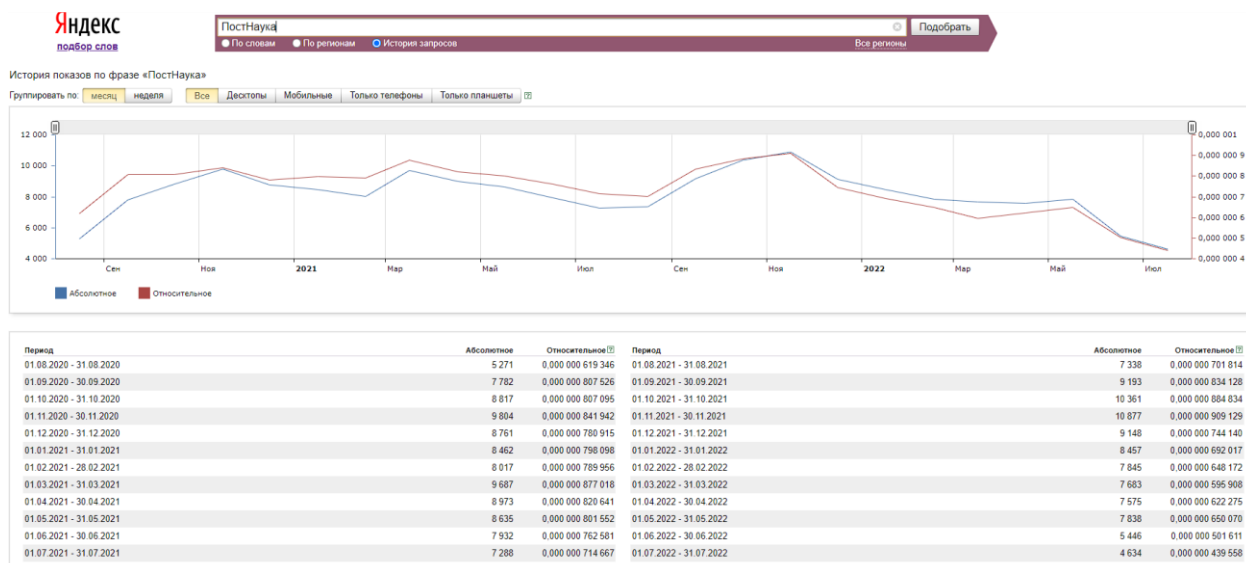 Яндекс
подбор слов
ПостНаука
Подобрать
По словам По регионам История запросов Все регионы
История показов по фразе «ПостНаука»
Группировать по: месяц неделя Все Десктопы Мобильные Только телефоны Только планшеты ?
12 000 0,000 001
10 000 0,000 000 9
0,000 000 8
8 000 0,000 000 7
6 000 0,000 000 6
0,000 000 5
4 000 0,000 000 4
Сен Ноя 2021 Мар Май Июл Сен Ноя 2022 Мар Май Июл
Абсолютное Относительное
Период Абсолютное Относительное ? Период Абсолютное Относительное ?
01.08.2020 - 31.08.2020 5 271 0,000 000 619 346 01.08.2021 - 31.08.2021 7 338 0,000 000 701 814
01.09.2020 - 30.09.2020 7 782 0,000 000 807 526 01.09.2021 - 30.09.2021 9 193 0,000 000 834 128
01.10.2020 - 31.10.2020 8 817 0,000 000 807 095 01.10.2021 - 31.10.2021 10 361 0,000 000 884 834
01.11.2020 - 30.11.2020 9 804 0,000 000 841 942 01.11.2021 - 30.11.2021 10 877 0,000 000 909 129
01.12.2020 - 31.12.2020 8 761 0,000 000 780 915 01.12.2021 - 31.12.2021 9 148 0,000 000 744 140
01.01.2021 - 31.01.2021 8 462 0,000 000 798 098 01.01.2022 - 31.01.2022 8 457 0,000 000 692 017
01.02.2021 - 28.02.2021 8 017 0,000 000 789 956 01.02.2022 - 28.02.2022 7 845 0,000 000 648 172
01.03.2021 - 31.03.2021 9 687 0,000 000 877 018 01.03.2022 - 31.03.2022 7 683 0,000 000 595 908
01.04.2021 - 30.04.2021 8 973 0,000 000 820 641 01.04.2022 - 30.04.2022 7 575 0,000 000 622 275
01.05.2021 - 31.05.2021 8 635 0,000 000 801 552 01.05.2022 - 31.05.2022 7 838 0,000 000 650 070
01.06.2021 - 30.06.2021 7 932 0,000 000 762 581 01.06.2022 - 30.06.2022 5 446 0,000 000 501 611
01.07.2021 - 31.07.2021 7 288 0,000 000 714 667 01.07.2022 - 31.07.2022 4 634 0,000 000 439 558